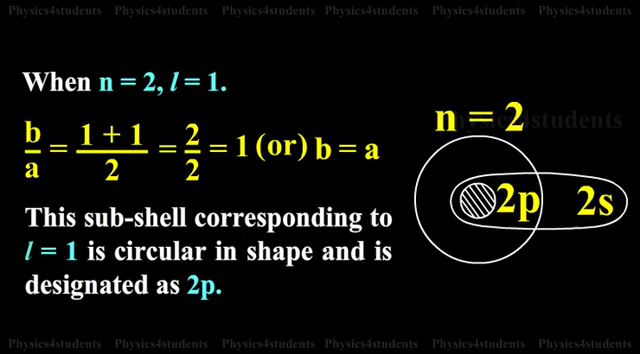 Physics4students Physics4students Physics4students Physics4students Physics4students
When n = 2, l = 1.
b/a = 1 + 1/2 = 2/2 = 1 (or) b = a
This sub-shell corresponding to
l = 1 is circular in shape and is
designated as 2p.
n = 2
Physics4students
2p 2s
Physics4students Physics4students Physics4students Physics4students Physics4students